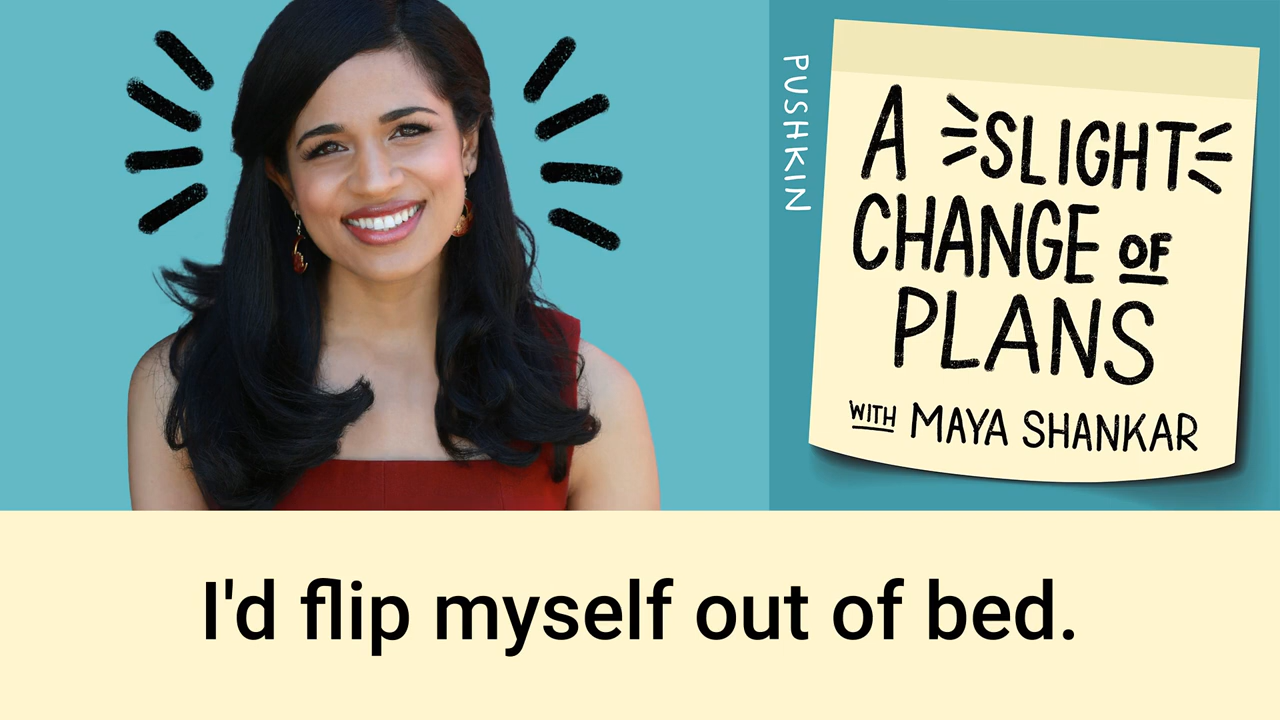 PUSHKIN
A SLIGHT
CHANGE OF
PLANS
WITH MAYA SHANKAR
I'd flip myself out of bed.